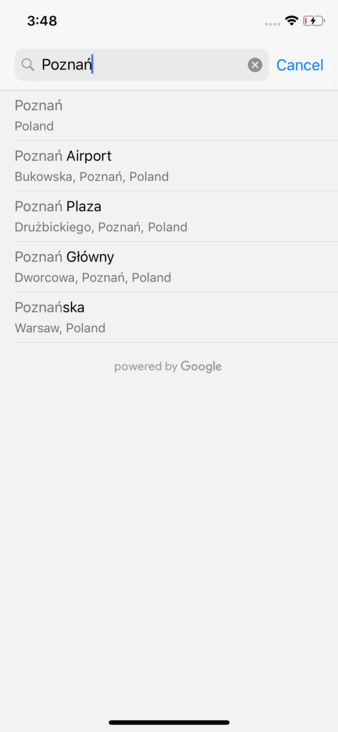 3:48
Poznań
Cancel
Poznań
Poland
Poznań Airport
Bukowska, Poznań, Poland
Poznań Plaza
Drużbickiego, Poznań, Poland
Poznań Główny
Dworcowa, Poznań, Poland
Poznańska
Warsaw, Poland
powered by Google